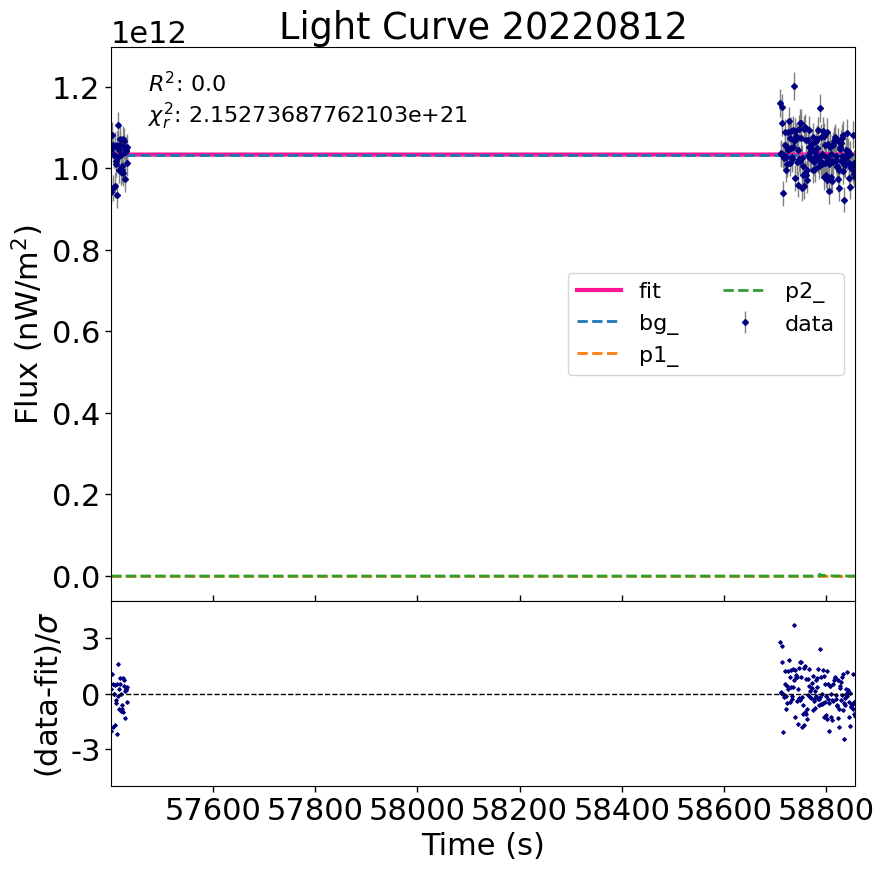 Light Curve 20220812
1e12
R²: 0.0
χ²ᵣ: 2.15273687762103e+21
1.2
1.0
0.8
0.6
0.4
0.2
0.0
Flux (nW/m²)
fit
bg_
p1_
p2_
data
3
0
-3
(data-fit)/σ
57600 57800 58000 58200 58400 58600 58800
Time (s)